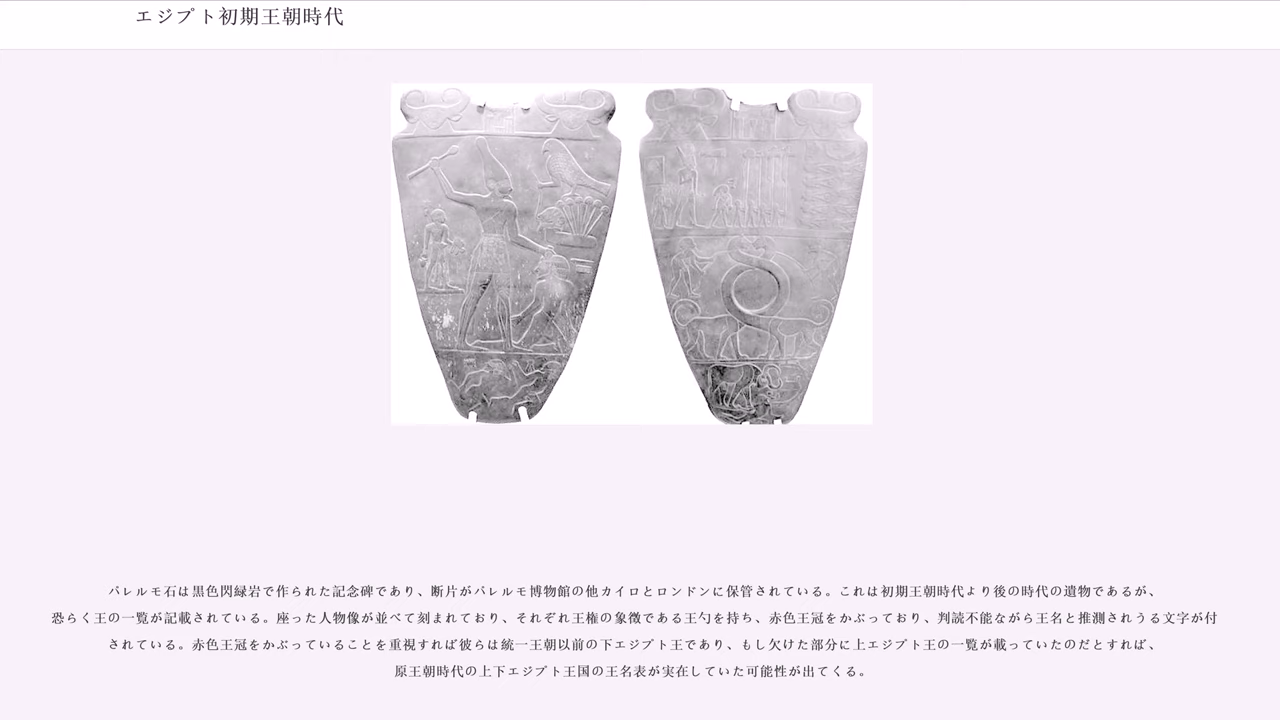 エジプト初期王朝時代
パレルモ石は黒色閃緑岩で作られた記念碑であり、断片がパレルモ博物館の他カイロとロンドンに保管されている。これは初期王朝時代より後の時代の遺物であるが、
恐らく王の一覧が記載されている。座った人物像が並べて刻まれており、それぞれ王権の象徴である王勺を持ち、赤色王冠をかぶっており、判読不能ながら王名と推測されうる文字が付
されている。赤色王冠をかぶっていることを重視すれば彼らは統一王朝以前の下エジプト王であり、もし欠けた部分に上エジプト王の一覧が載っていたのだとすれば、
原王朝時代の上下エジプト王国の王名表が実在していた可能性が出てくる。